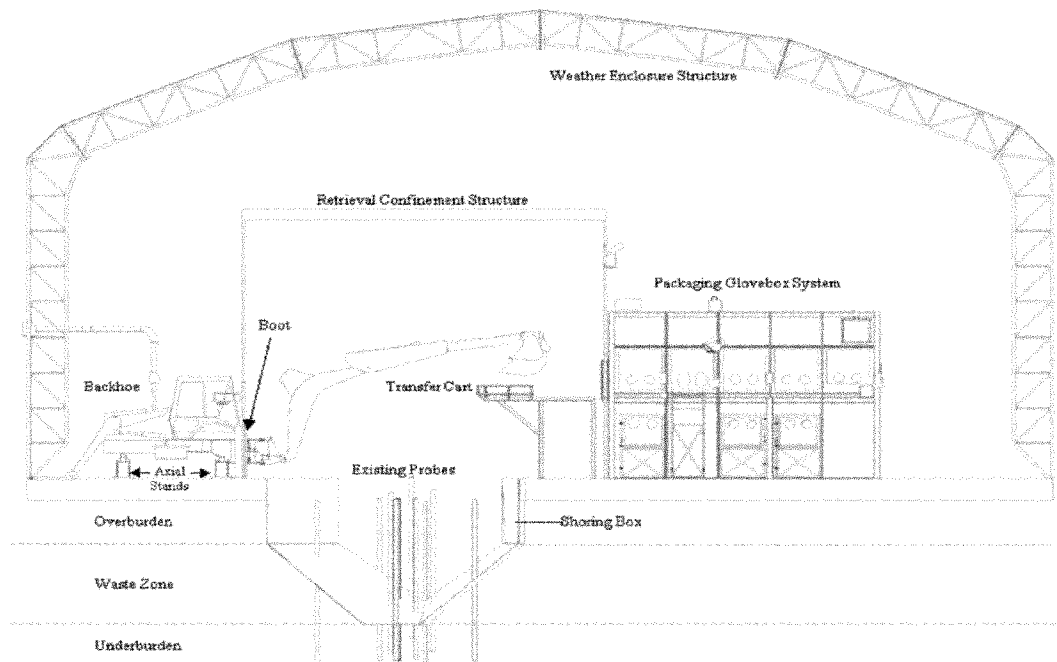 Weather Enclosure Structure
Retrieval Confinement Structure
Packaging Glovebox System
Boot
Backhoe
Transfer Cart
Axial
Stands
Existing Probes
Overburden
Shoring Box
Waste Zone
Underburden